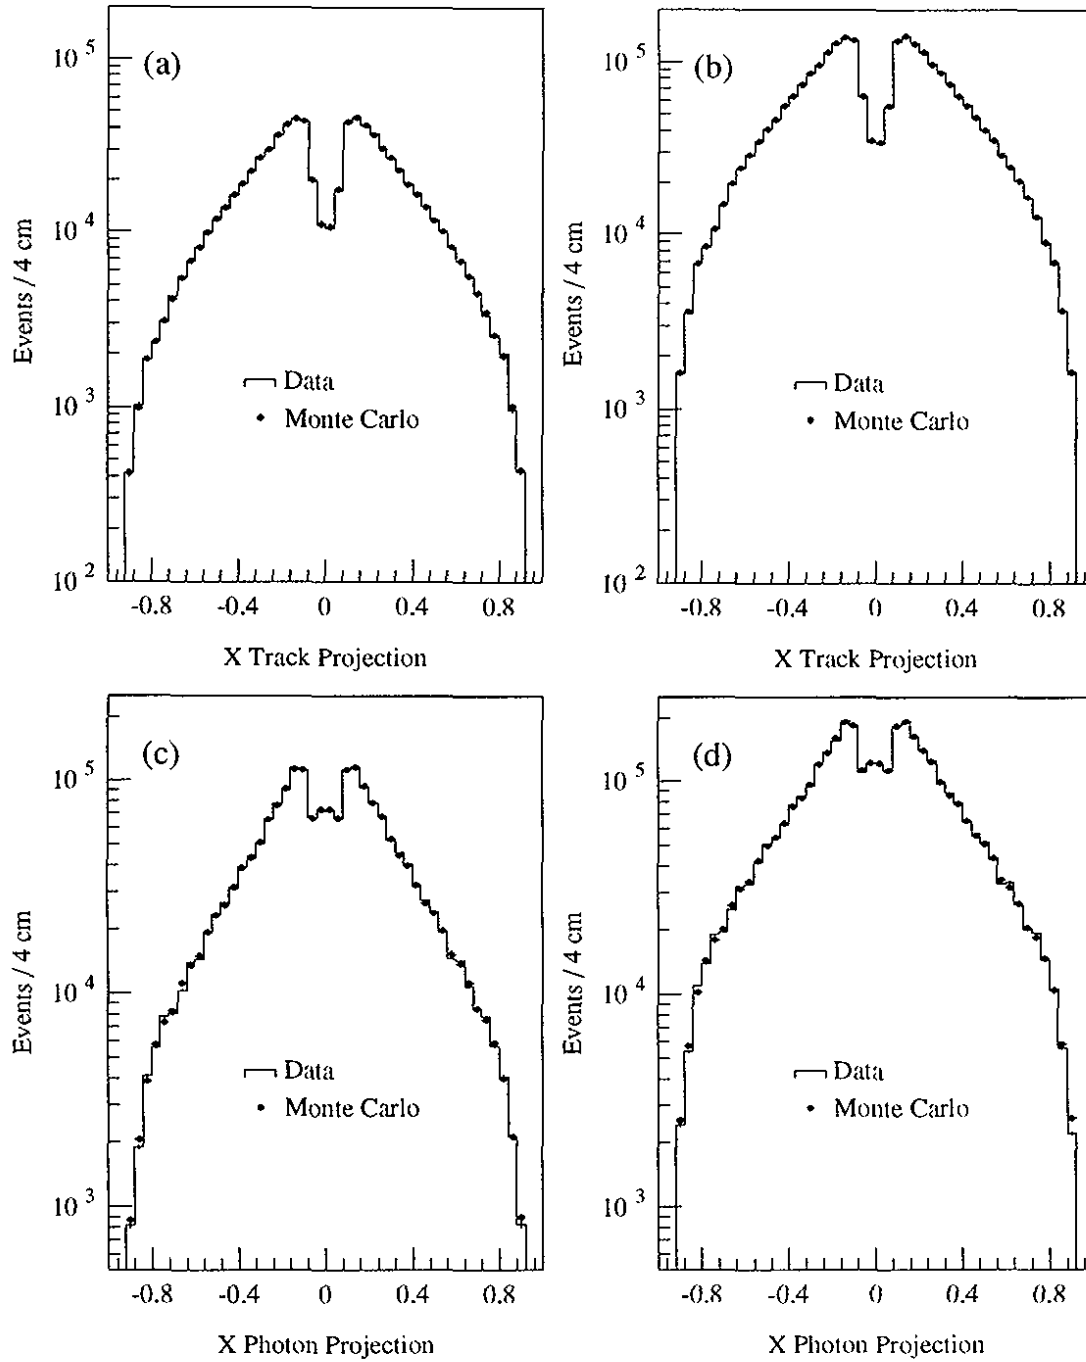 (a)
10^5
10^4
10^3
10^2
Events / 4 cm
Data
Monte Carlo
-0.8 -0.4 0 0.4 0.8
X Track Projection
(b)
10^5
10^4
10^3
10^2
Events / 4 cm
Data
Monte Carlo
-0.8 -0.4 0 0.4 0.8
X Track Projection
(c)
10^5
10^4
10^3
Events / 4 cm
Data
Monte Carlo
-0.8 -0.4 0 0.4 0.8
X Photon Projection
(d)
10^5
10^4
10^3
Events / 4 cm
Data
Monte Carlo
-0.8 -0.4 0 0.4 0.8
X Photon Projection